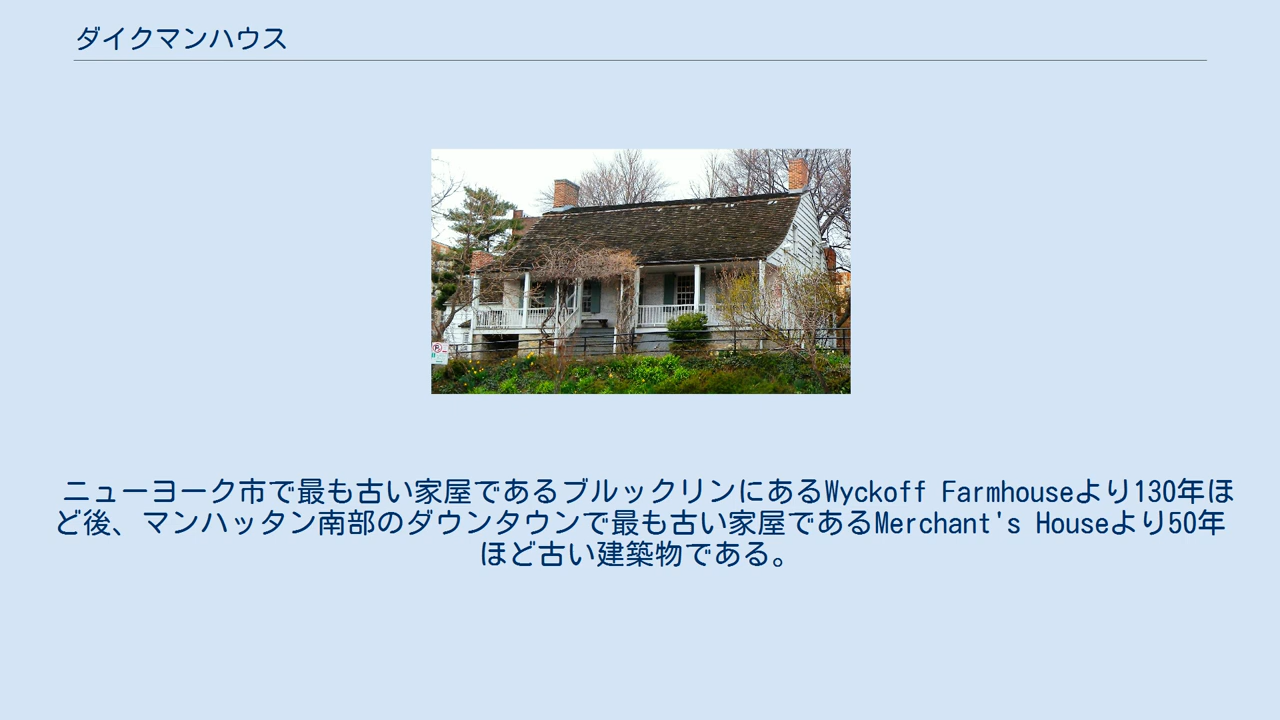 ダイクマンハウス
ニューヨーク市で最も古い家屋であるブルックリンにあるWyckoff Farmhouseより130年ほ
ど後、マンハッタン南部のダウンタウンで最も古い家屋であるMerchant's Houseより50年
ほど古い建築物である。